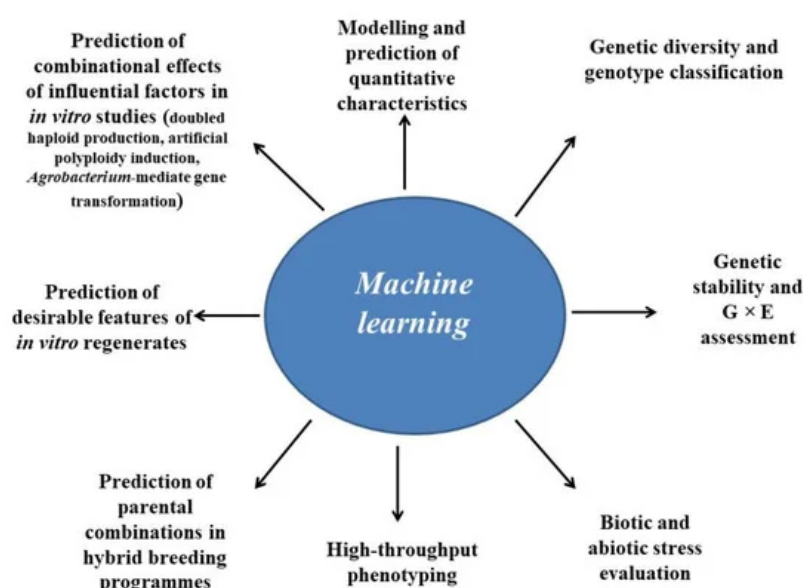 Prediction of
combinational effects
of influential factors in
in vitro studies (doubled
haploid production, artificial
polyploidy induction,
Agrobacterium-mediate gene
transformation)
Modelling and
prediction of
quantitative
characteristics
Genetic diversity and
genotype classification
Machine
learning
Genetic
stability and
G × E
assessment
Prediction of
desirable features of
in vitro regenerates
Prediction of
parental
combinations in
hybrid breeding
programmes
High-throughput
phenotyping
Biotic and
abiotic stress
evaluation